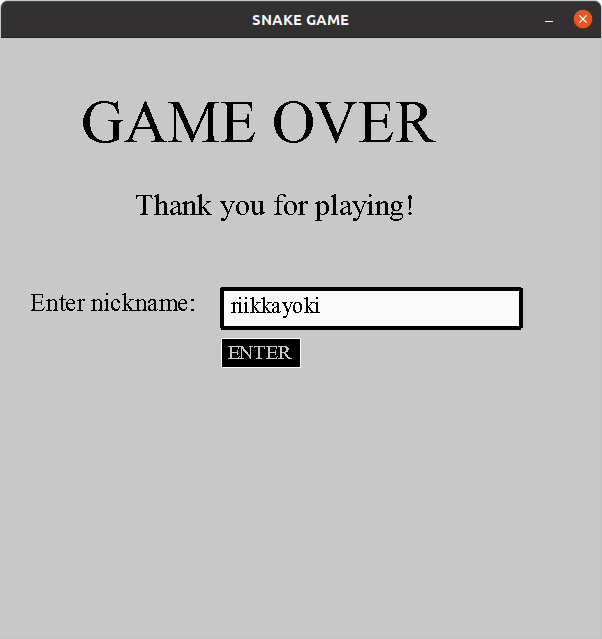 SNAKE GAME
GAME OVER
Thank you for playing!
Enter nickname: riikkayoki
ENTER